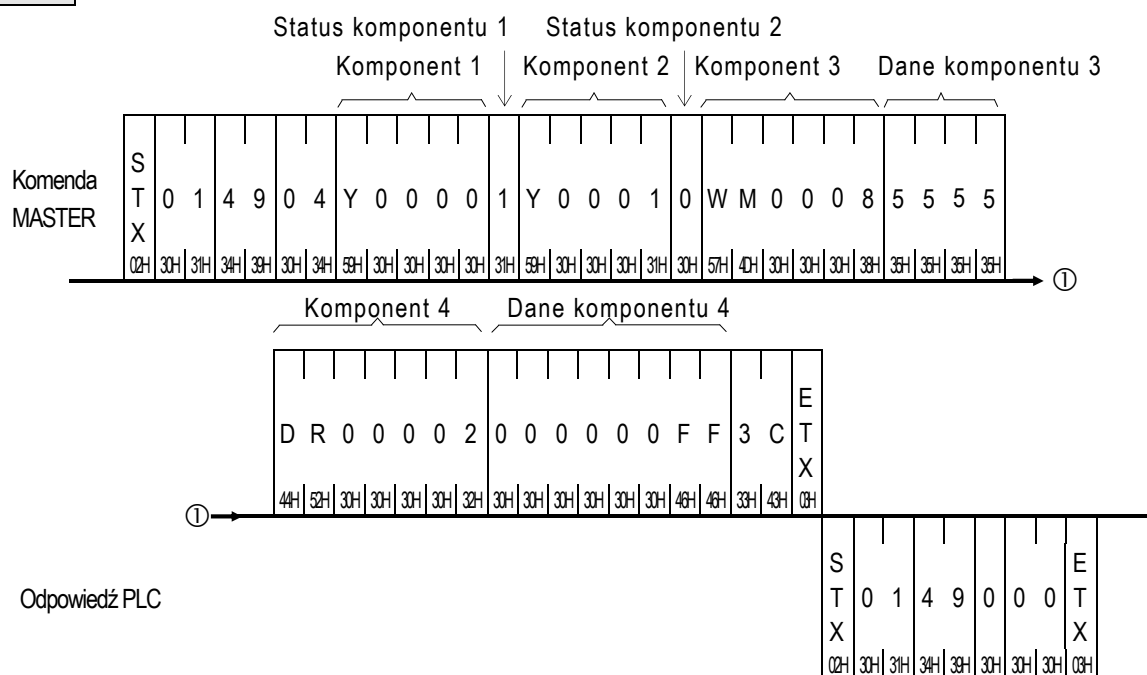 Status komponentu 1 Status komponentu 2
Komponent 1 Komponent 2 Komponent 3 Dane komponentu 3
Komenda
MASTER
S
T
X
0 1 4 9 0 4 Y 0 0 0 0 1 Y 0 0 0 1 0 W M 0 0 0 8 5 5 5 5
02H 30H 31H 34H 39H 30H 34H 59H 30H 30H 30H 30H 31H 59H 30H 30H 30H 31H 30H 57H 4DH 30H 30H 30H 38H 35H 35H 35H 35H
①
Komponent 4 Dane komponentu 4
D R 0 0 0 0 2 0 0 0 0 0 0 F F 3 C
E
T
X
44H 52H 30H 30H 30H 30H 32H 30H 30H 30H 30H 30H 30H 46H 46H 33H 43H 03H
①
Odpowiedź PLC
S
T
X
0 1 4 9 0 0 0
E
T
X
02H 30H 31H 34H 39H 30H 30H 30H 03H